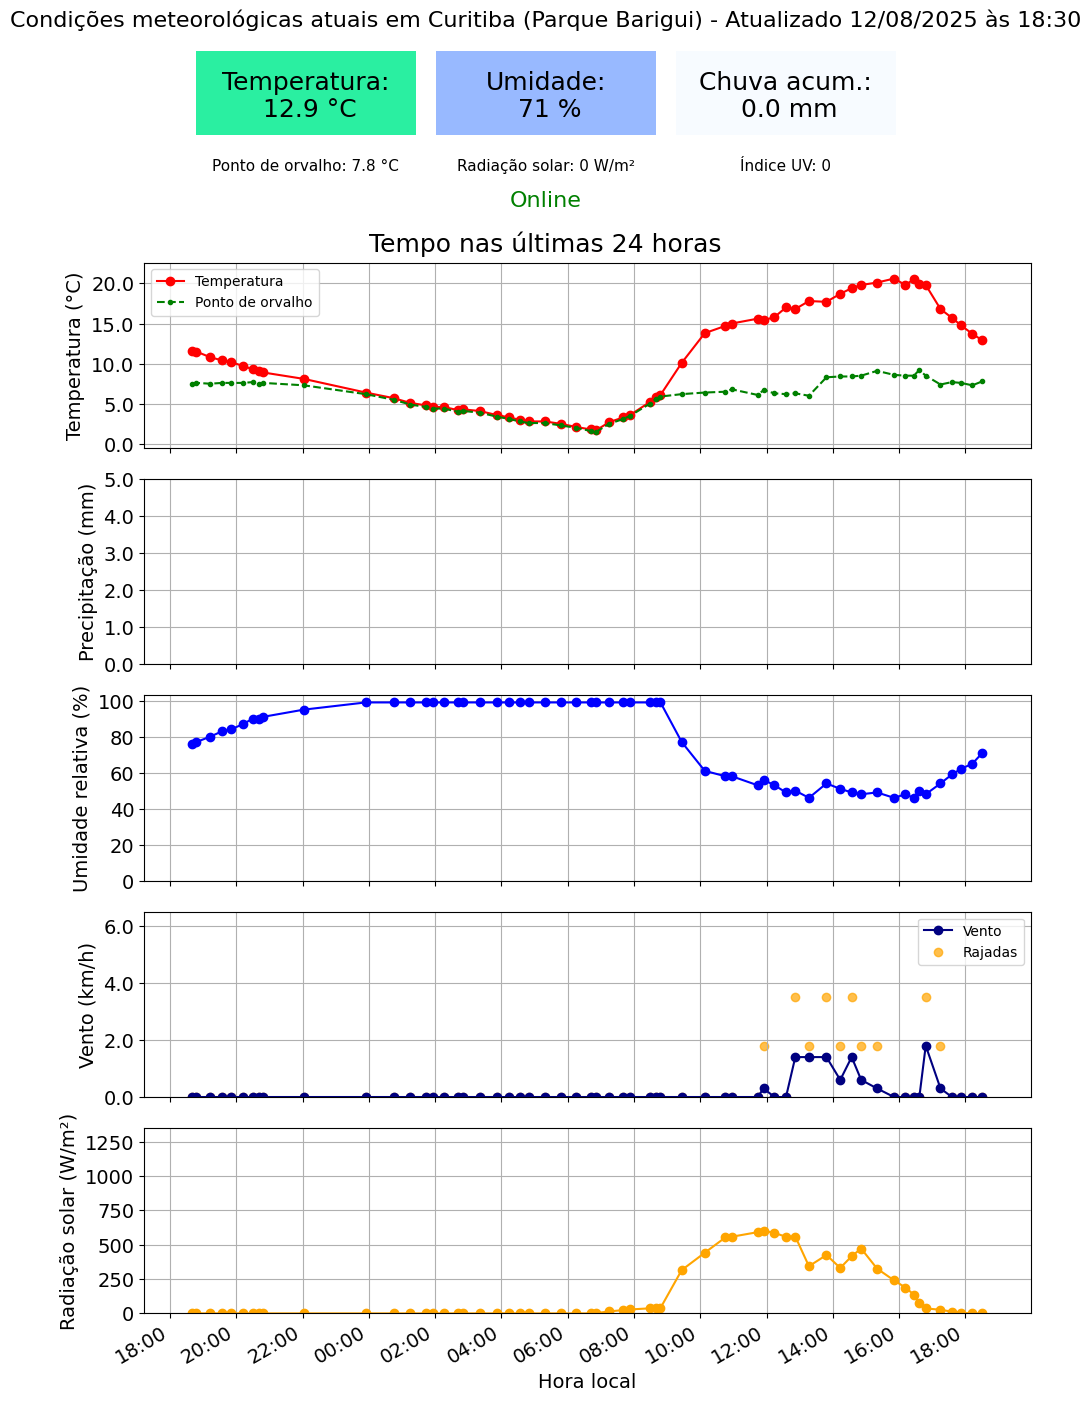 Condições meteorológicas atuais em Curitiba (Parque Barigui) - Atualizado 12/08/2025 às 18:30
Temperatura:
12.9 °C
Umidade:
71 %
Chuva acum.:
0.0 mm
Ponto de orvalho: 7.8 °C
Radiação solar: 0 W/m²
Índice UV: 0
Online
Tempo nas últimas 24 horas
Temperatura (°C)
20.0
15.0
10.0
5.0
0.0
Temperatura
Ponto de orvalho
Precipitação (mm)
5.0
4.0
3.0
2.0
1.0
0.0
Umidade relativa (%)
100
80
60
40
20
0
Vento (km/h)
6.0
4.0
2.0
0.0
Vento
Rajadas
Radiação solar (W/m²)
1250
1000
750
500
250
0
18:00
20:00
22:00
00:00
02:00
04:00
06:00
08:00
10:00
12:00
14:00
16:00
18:00
Hora local